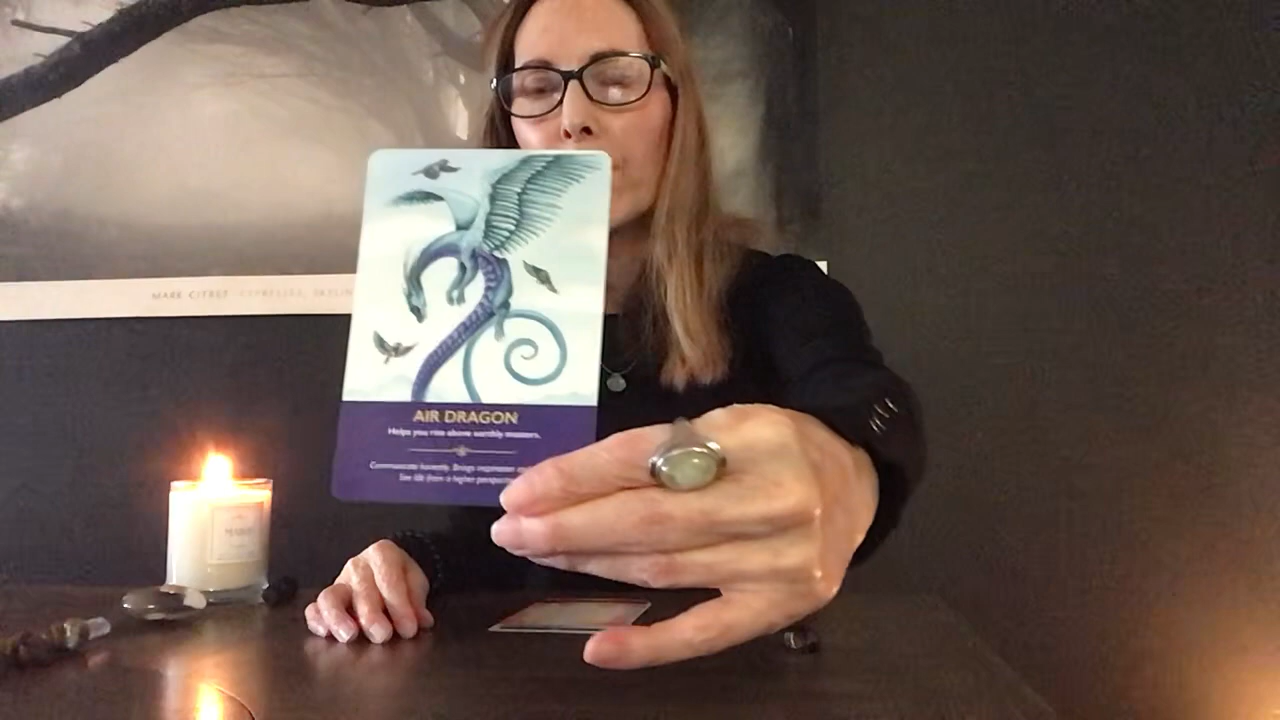 MARK CITRET CYPRESSES,
AIR DRAGON
Helps you rise above earthly matters.
Communicate honestly. Brings inspiration
See life from a higher perspective